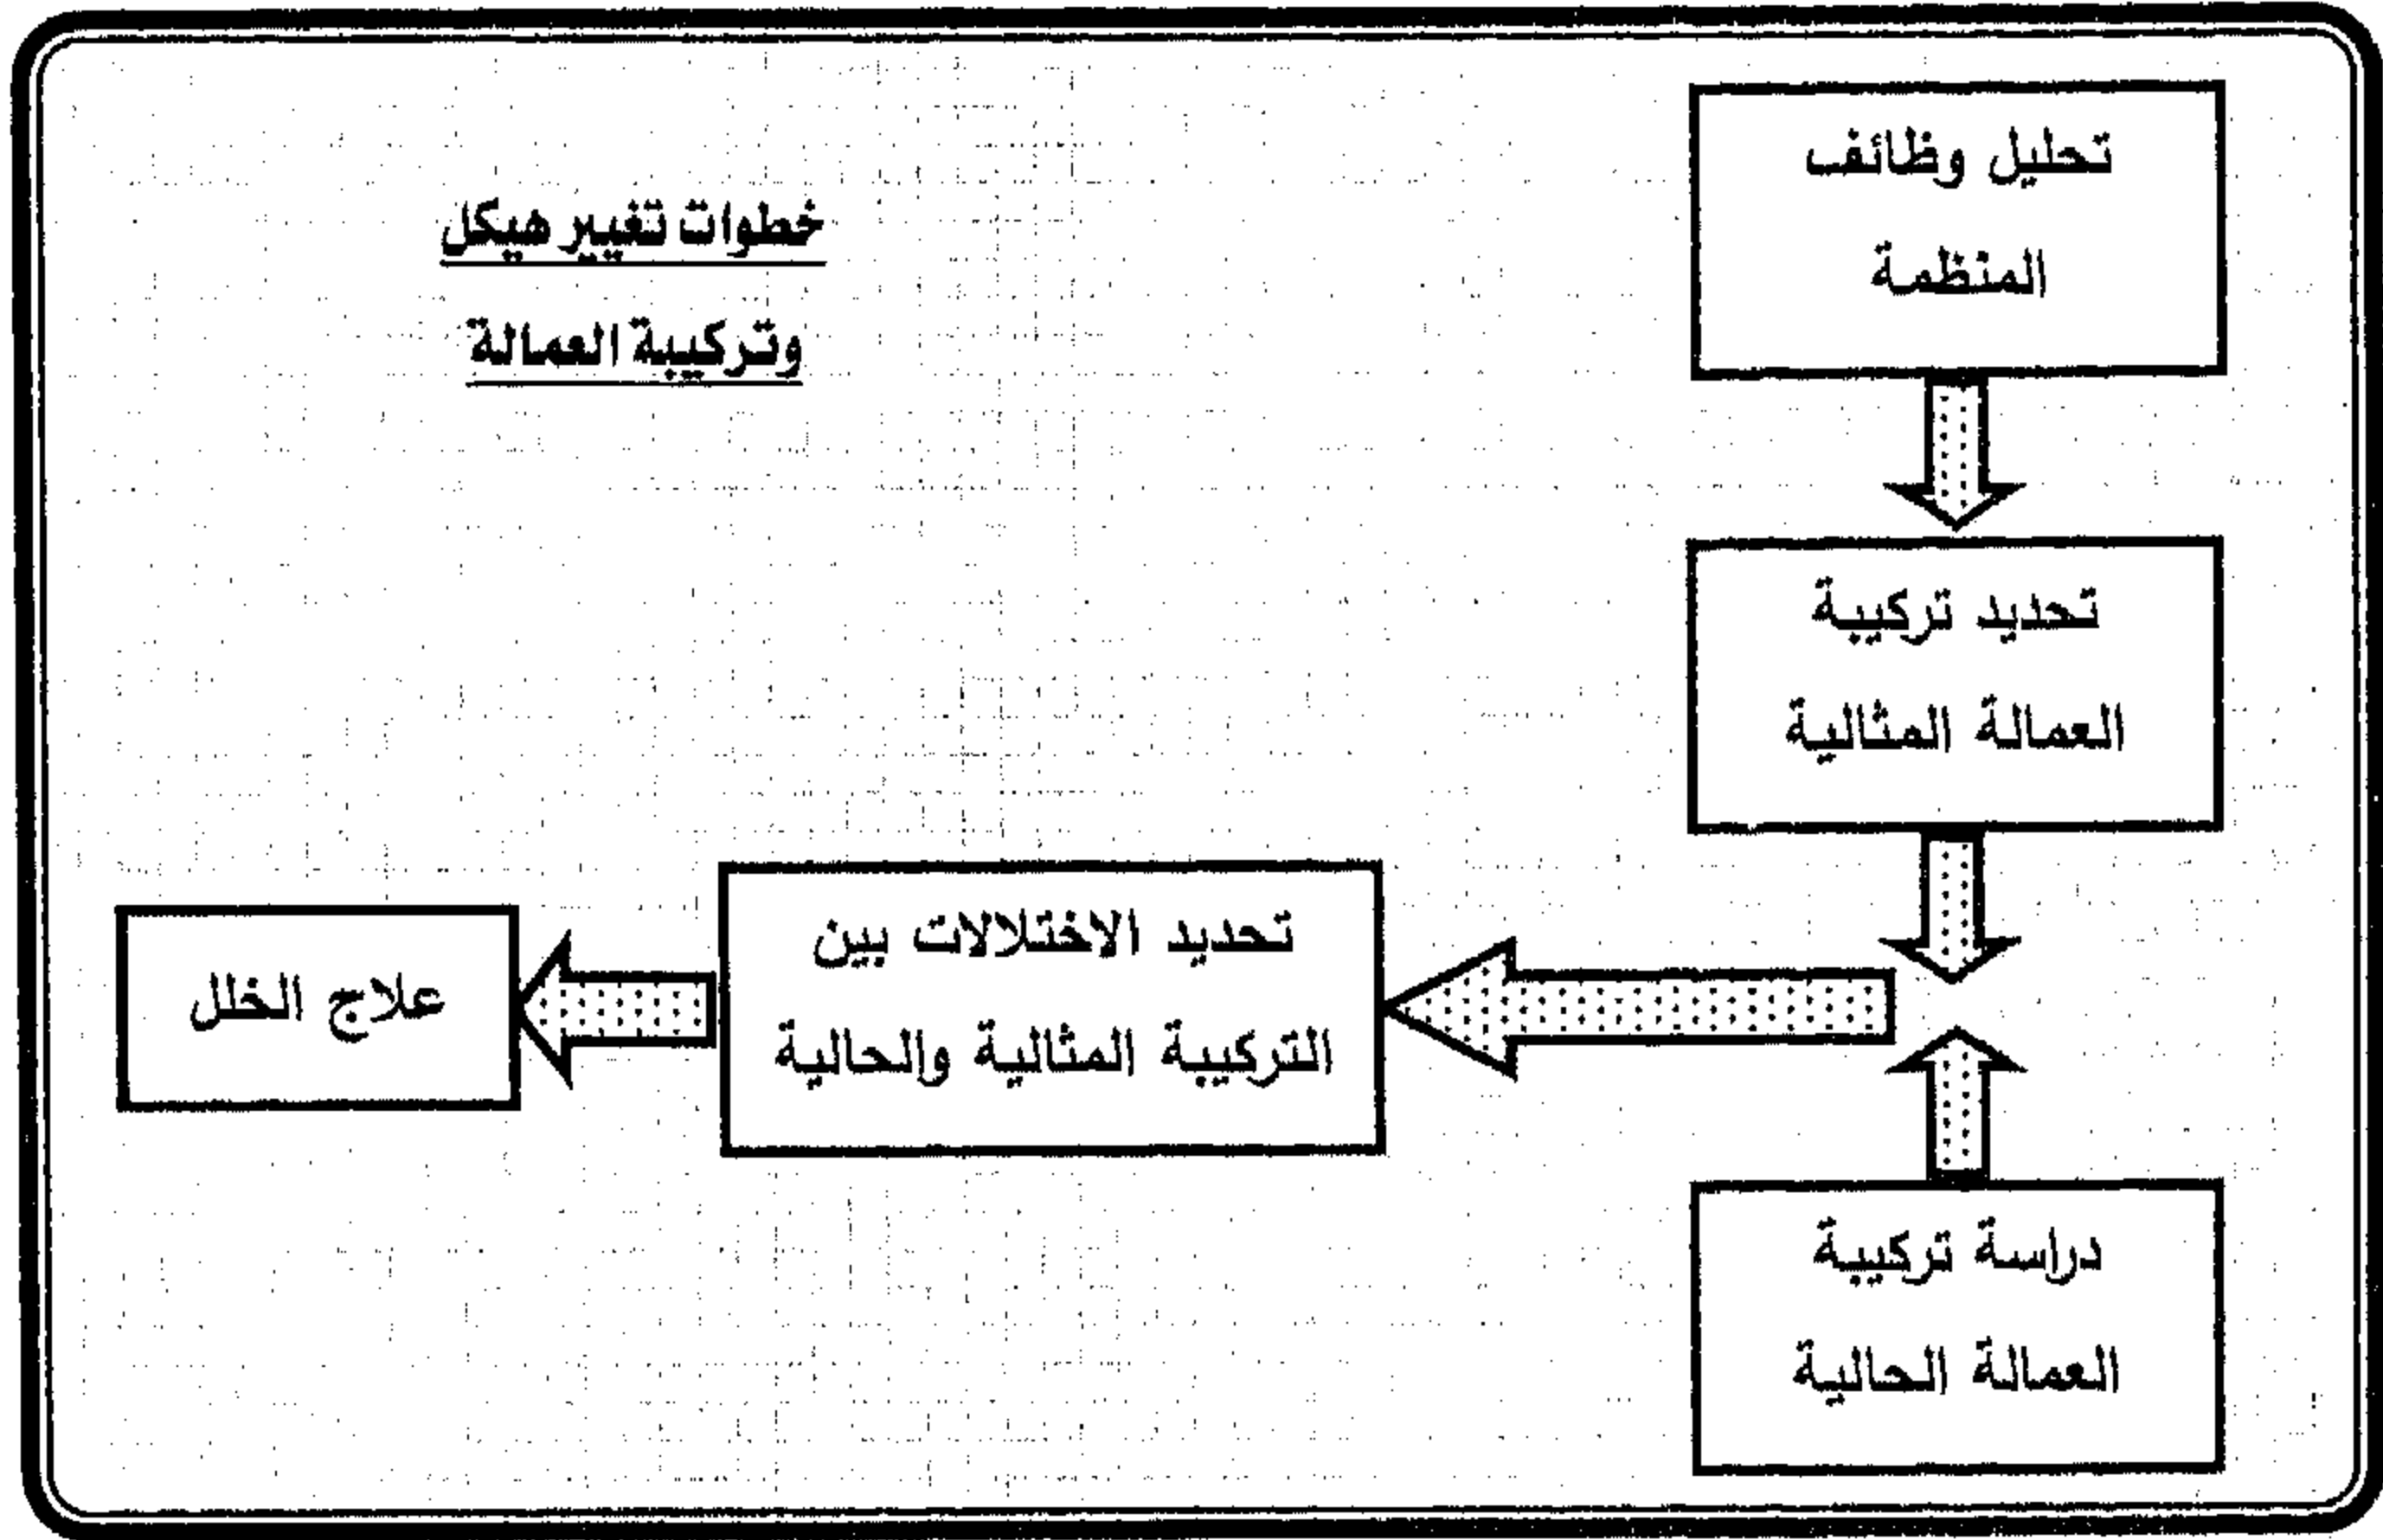 خطوات تغيير هيكل
وتركيبة العمالة
تحليل وظائف
المنظمة
تحديد تركيبة
العمالة المثالية
دراسة تركيبة
العمالة الحالية
تحديد الاختلالات بين
التركيبة المثالية والحالية
علاج الخلل